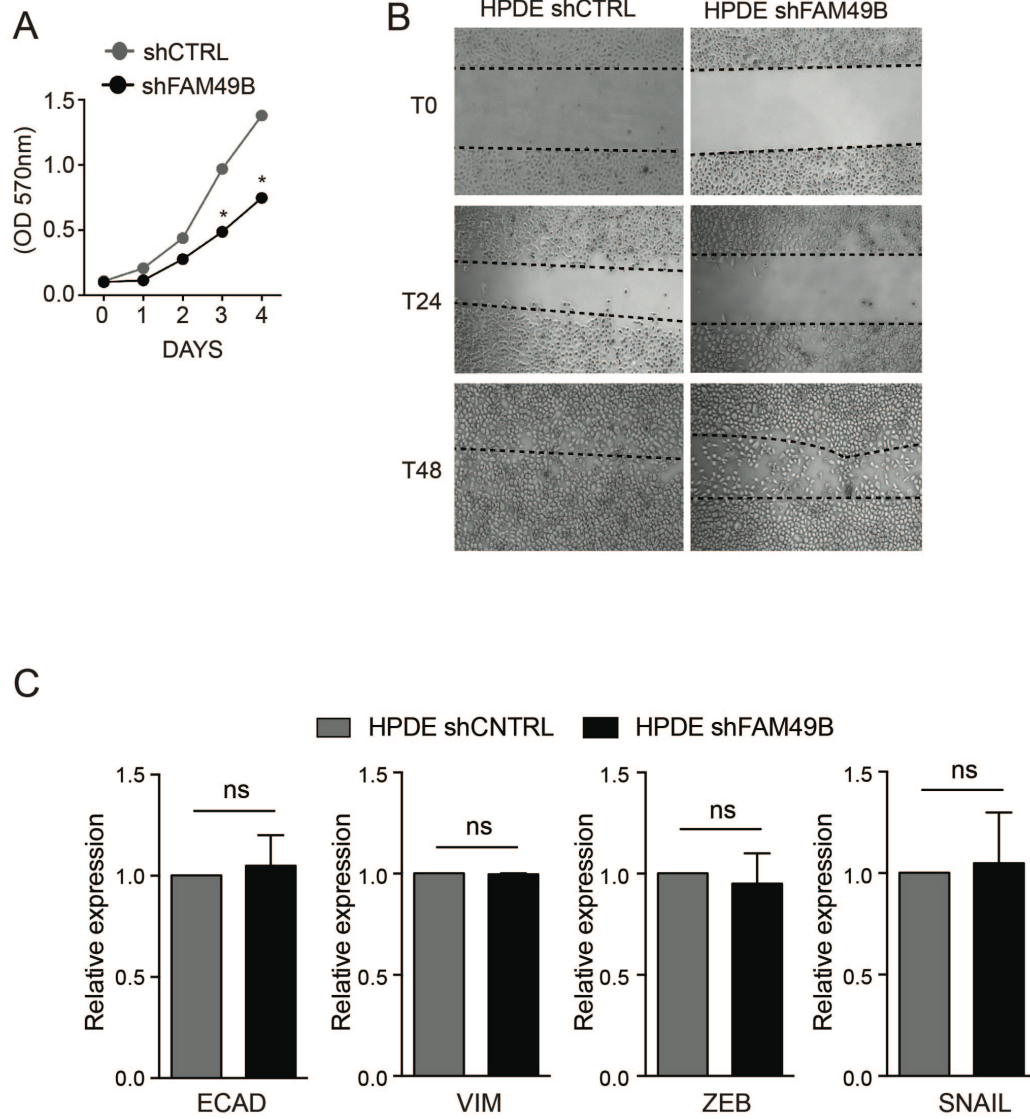 A
shCTRL
shFAM49B
1.5
1.0
0.5
0.0
(OD 570nm)
*
*
0 1 2 3 4
DAYS
B
HPDE shCTRL HPDE shFAM49B
T0
T24
T48
C
HPDE shCNTRL HPDE shFAM49B
Relative expression
1.5
1.0
0.5
0.0
ns
ECAD
Relative expression
1.5
1.0
0.5
0.0
ns
VIM
Relative expression
1.5
1.0
0.5
0.0
ns
ZEB
Relative expression
1.5
1.0
0.5
0.0
ns
SNAIL